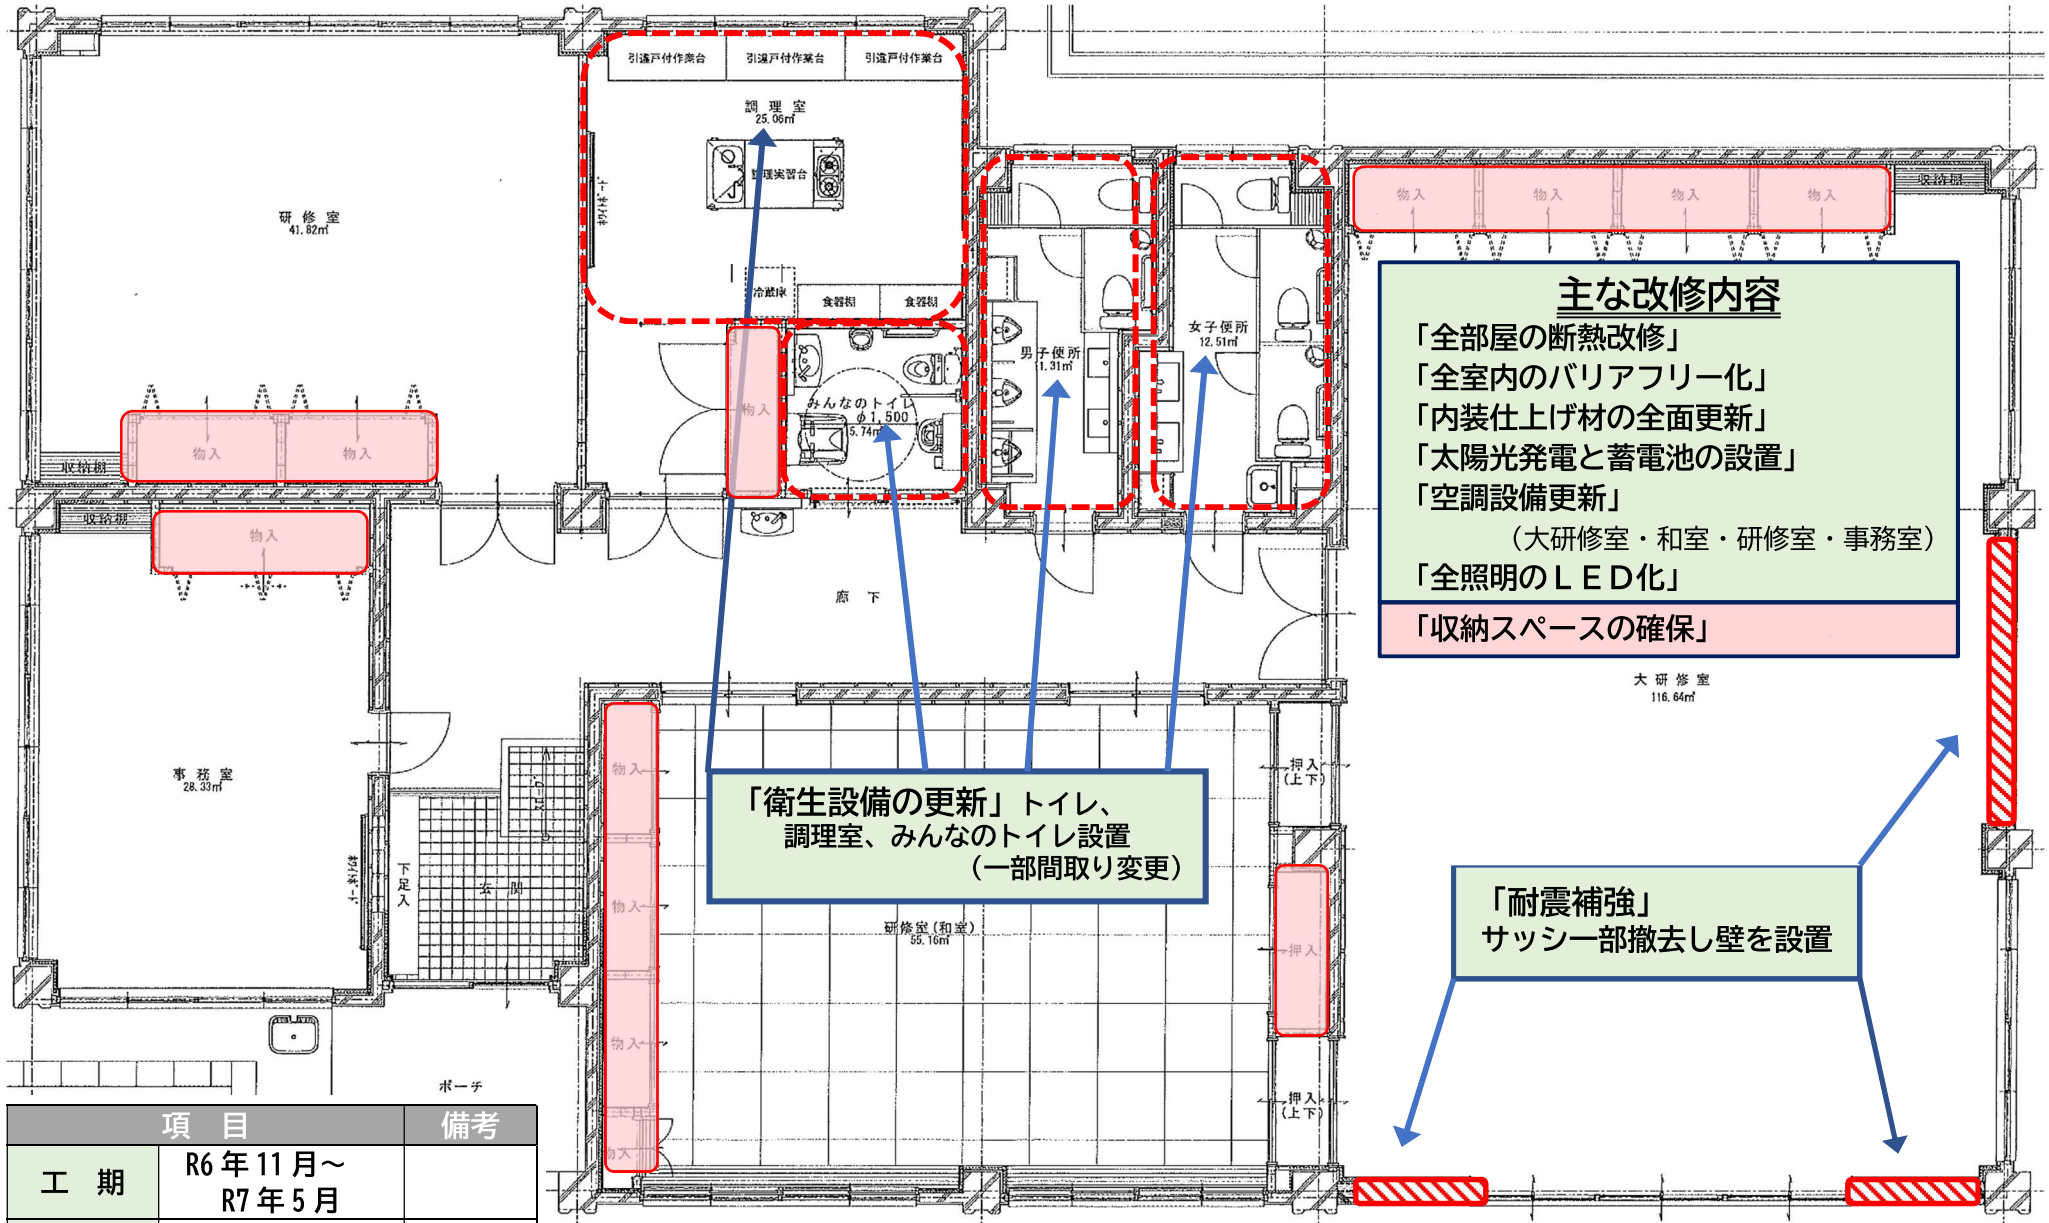 引違戸付作業台
引違戸付作業台
引違戸付作業台
調理室
25.06㎡
調理実習台
ホワイトボード
研修室
41.82㎡
冷蔵庫
食器棚
食器棚
物入
物入
収納棚
物入
みんなのトイレ
φ1,500
5.74㎡
男子便所
女子便所
12.51㎡
物入
物入
物入
物入
収納棚
主な改修内容
「全部屋の断熱改修」
「全室内のバリアフリー化」
「内装仕上げ材の全面更新」
「太陽光発電と蓄電池の設置」
「空調設備更新」
（大研修室・和室・研修室・事務室）
「全照明のＬＥＤ化」
「収納スペースの確保」
大研修室
116.64㎡
収納棚
物入
廊下
事務室
28.33㎡
下足入
玄関
物入
物入
物入
物入
押入
(上下)
押入
押入
(上下)
「衛生設備の更新」トイレ、
調理室、みんなのトイレ設置
（一部間取り変更）
研修室(和室)
55.16㎡
「耐震補強」
サッシ一部撤去し壁を設置
ポーチ
項　目
備考
工　期
R6年11月～
R7年5月